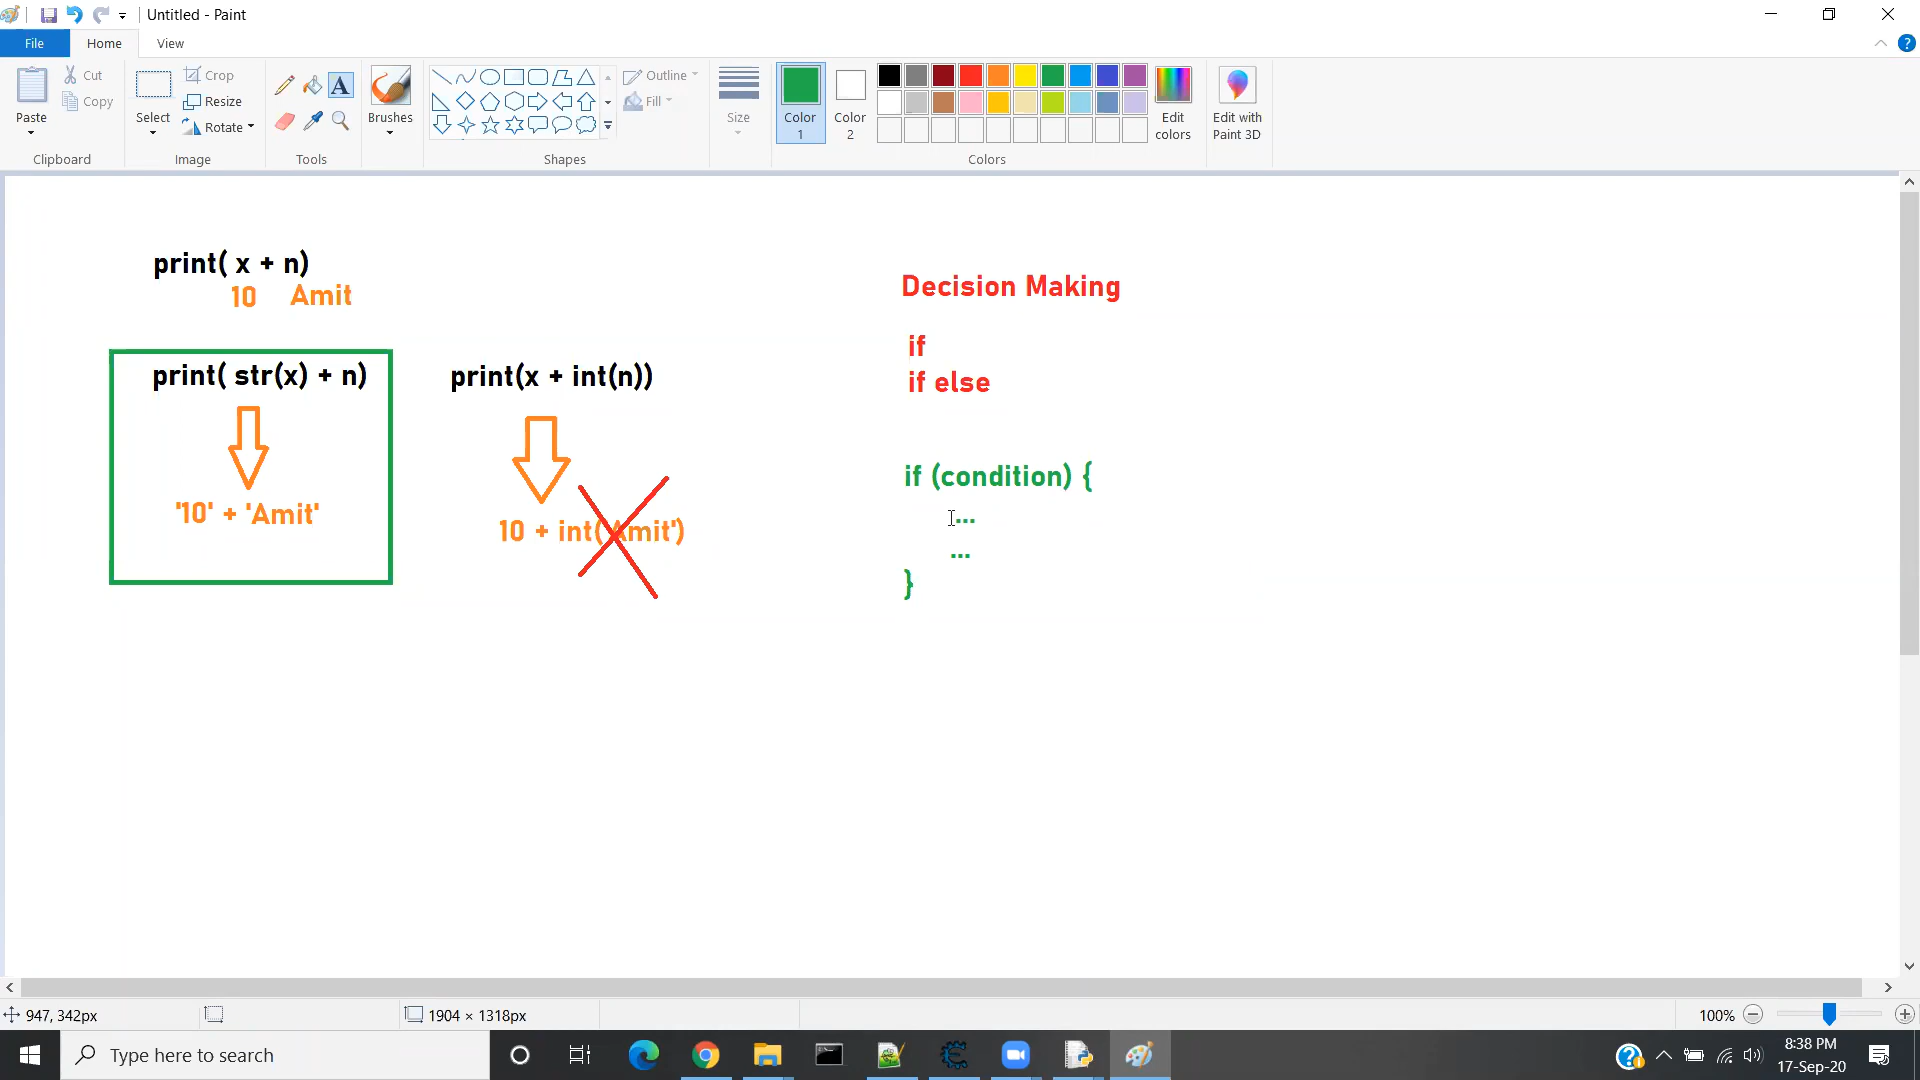 Untitled - Paint
File Home View
Paste
Cut
Copy
Clipboard
Select
Crop
Resize
Rotate
Image
Tools
Brushes
Shapes
Outline
Fill
Size
Color 1
Color 2
Colors
Edit colors
Edit with Paint 3D
print( x + n)
10 Amit
print( str(x) + n)
'10' + 'Amit'
print(x + int(n))
10 + int('Amit')
Decision Making
if
if else
if (condition) {
...
...
}
947, 342px
1904 × 1318px
100%
Type here to search
8:38 PM
17-Sep-20